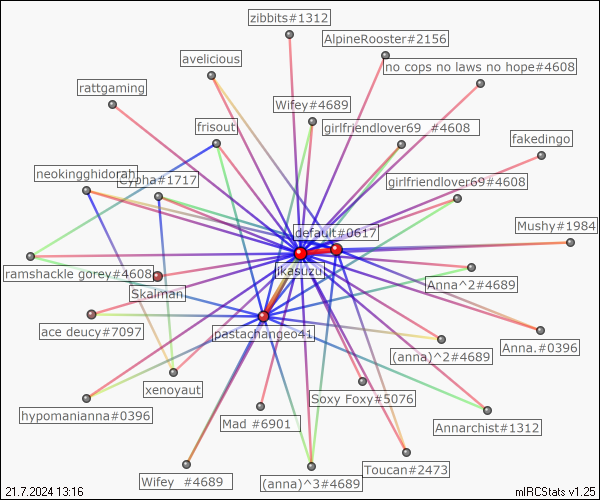 zibbits#1312
AlpineRooster#2156
avelicious
no cops no laws no hope#4608
rattgaming
Wifey#4689
frisout
girlfriendlover69 #4608
fakedingo
neokingghidorah
Cypha#1717
girlfriendlover69#4608
Mushy#1984
default#0617
ikasuzu
ramshackle gorey#4608
Skalman
Anna^2#4689
ace deucy#7097
pastachange041
Anna.#0396
(anna)^2#4689
xenoyaut
Soxy Foxy#5076
hypomanianna#0396
Mad #6901
Annarchist#1312
Toucan#2473
Wifey #4689
(anna)^3#4689
21.7.2024 13:16
mIRCStats v1.25